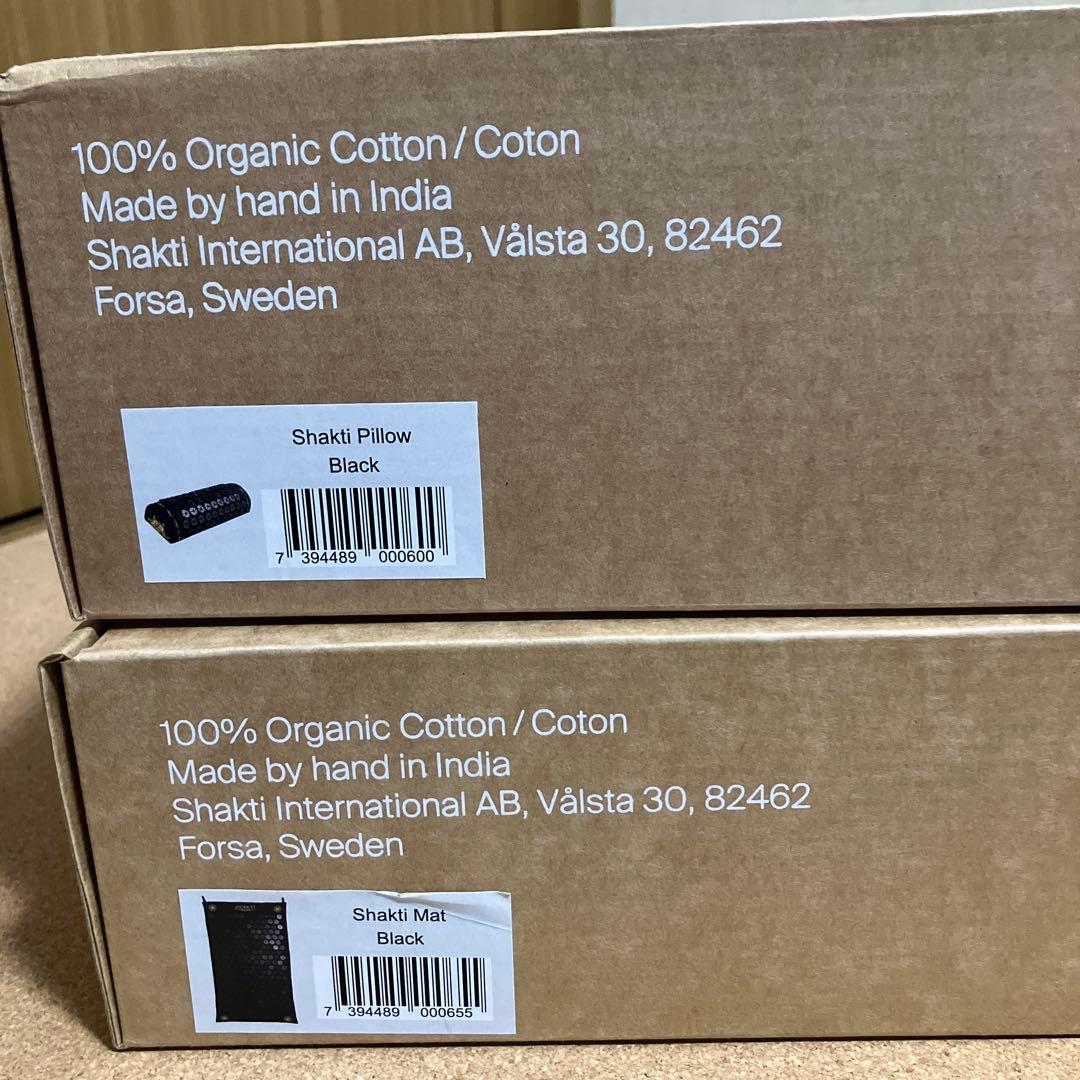 100% Organic Cotton / Coton
Made by hand in India
Shakti International AB, Vålsta 30, 82462
Forsa, Sweden
Shakti Pillow
Black
7 394489 000600
100% Organic Cotton / Coton
Made by hand in India
Shakti International AB, Vålsta 30, 82462
Forsa, Sweden
Shakti Mat
Black
7 394489 000655